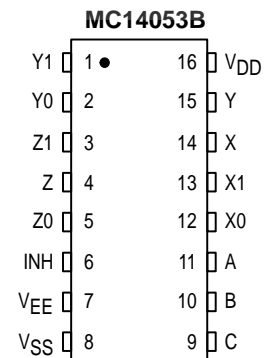 MC14053B
Y1 1 16 VDD
Y0 2 15 Y
Z1 3 14 X
Z 4 13 X1
Z0 5 12 X0
INH 6 11 A
VEE 7 10 B
VSS 8 9 C